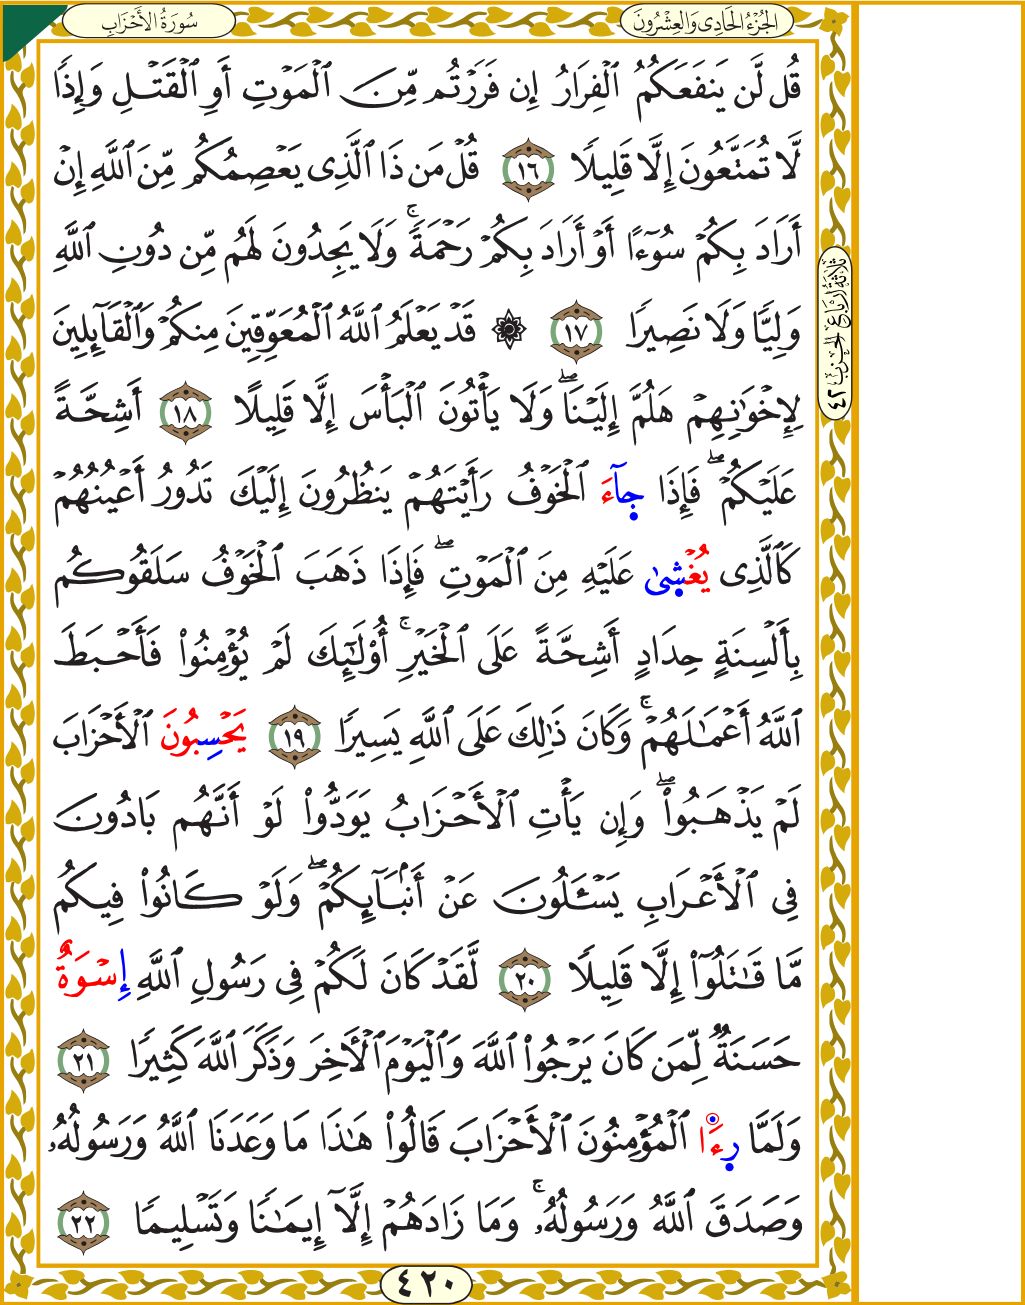 الجُزْءُ الحَادِى وَالعِشْرُونَ
سُورَةُ الأَحْزَابِ
قُل لَّن يَنفَعَكُمُ ٱلْفِرَارُ إِن فَرَرْتُم مِّنَ ٱلْمَوْتِ أَوِ ٱلْقَتْلِ وَإِذًا
لَّا تُمَتَّعُونَ إِلَّا قَلِيلًا ١٦ قُلْ مَن ذَا ٱلَّذِى يَعْصِمُكُم مِّنَ ٱللَّهِ إِنْ
أَرَادَ بِكُمْ سُوٓءًا أَوْ أَرَادَ بِكُمْ رَحْمَةً ۚ وَلَا يَجِدُونَ لَهُم مِّن دُونِ ٱللَّهِ
وَلِيًّا وَلَا نَصِيرًا ١٧ ۞ قَدْ يَعْلَمُ ٱللَّهُ ٱلْمُعَوِّقِينَ مِنكُمْ وَٱلْقَآئِلِينَ
لِإِخْوَٰنِهِمْ هَلُمَّ إِلَيْنَا ۖ وَلَا يَأْتُونَ ٱلْبَأْسَ إِلَّا قَلِيلًا ١٨ أَشِحَّةً
عَلَيْكُمْ ۖ فَإِذَا جَآءَ ٱلْخَوْفُ رَأَيْتَهُمْ يَنظُرُونَ إِلَيْكَ تَدُورُ أَعْيُنُهُمْ
كَٱلَّذِى يُغْشِىٰ عَلَيْهِ مِنَ ٱلْمَوْتِ ۖ فَإِذَا ذَهَبَ ٱلْخَوْفُ سَلَقُوكُم
بِأَلْسِنَةٍ حِدَادٍ أَشِحَّةً عَلَى ٱلْخَيْرِ ۚ أُو۟لَٰٓئِكَ لَمْ يُؤْمِنُوا۟ فَأَحْبَطَ
ٱللَّهُ أَعْمَٰلَهُمْ ۚ وَكَانَ ذَٰلِكَ عَلَى ٱللَّهِ يَسِيرًا ١٩ يَحْسِبُونَ ٱلْأَحْزَابَ
لَمْ يَذْهَبُوا۟ ۖ وَإِن يَأْتِ ٱلْأَحْزَابُ يَوَدُّوا۟ لَوْ أَنَّهُم بَادُونَ
فِى ٱلْأَعْرَابِ يَسْـَٔلُونَ عَنْ أَنۢبَآئِكُمْ ۖ وَلَوْ كَانُوا۟ فِيكُم
مَّا قَٰتَلُوٓا۟ إِلَّا قَلِيلًا ٢٠ لَّقَدْ كَانَ لَكُمْ فِى رَسُولِ ٱللَّهِ إِسْوَةٌ
حَسَنَةٌ لِّمَن كَانَ يَرْجُوا۟ ٱللَّهَ وَٱلْيَوْمَ ٱلْأَخِرَ وَذَكَرَ ٱللَّهَ كَثِيرًا ٢١
وَلَمَّا رِءَا ٱلْمُؤْمِنُونَ ٱلْأَحْزَابَ قَالُوا۟ هَٰذَا مَا وَعَدَنَا ٱللَّهُ وَرَسُولُهُۥ
وَصَدَقَ ٱللَّهُ وَرَسُولُهُۥ ۚ وَمَا زَادَهُمْ إِلَّآ إِيمَٰنًا وَتَسْلِيمًا ٢٢
ثَلَاثَةُ أَرْبَاعِ الحِزْبِ ٤٢
٤٢٠